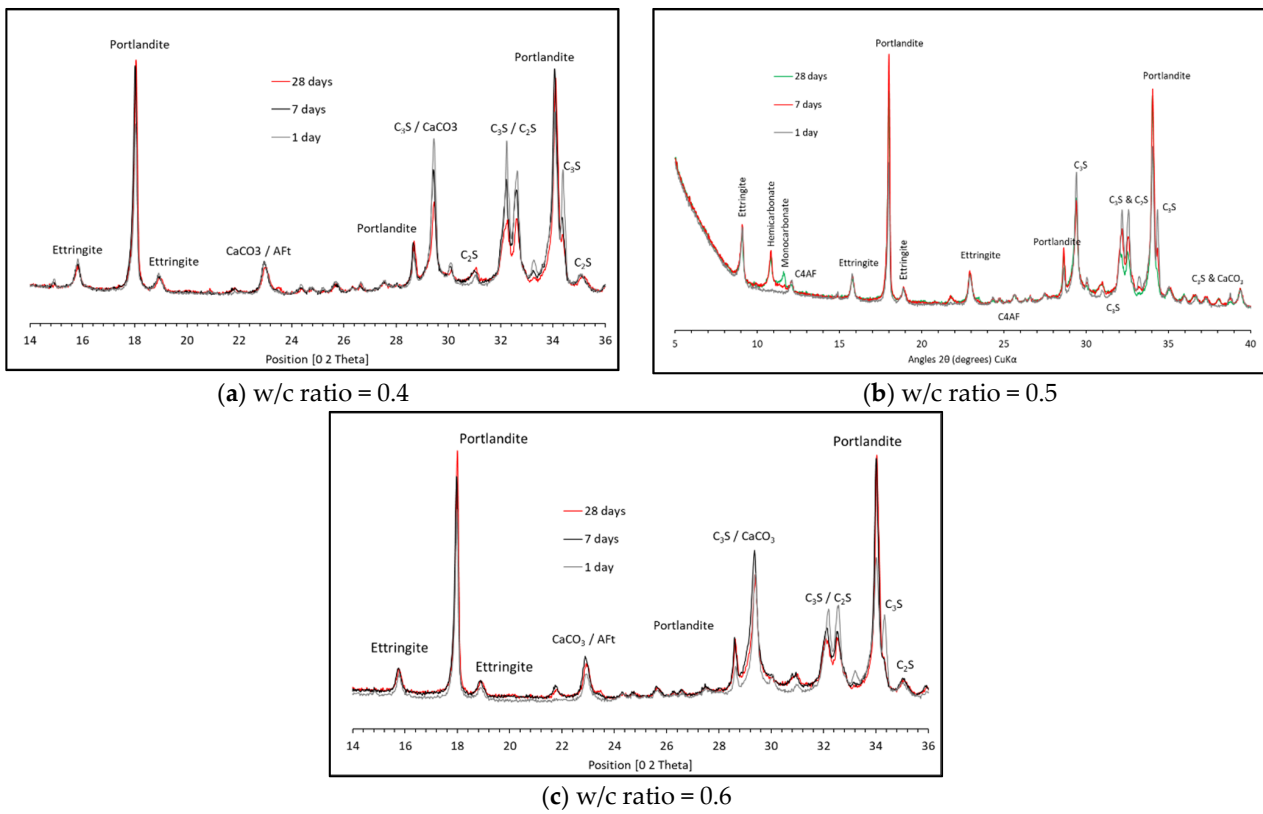 Portlandite
28 days
7 days
1 day
Portlandite
C₃S / CaCO3
C₃S / C₂S
C₃S
Ettringite
Ettringite
CaCO3 / AFt
Portlandite
C₂S
C₂S
14 16 18 20 22 24 26 28 30 32 34 36
Position [0 2 Theta]
(a) w/c ratio = 0.4
Portlandite
28 days
7 days
1 day
Portlandite
Ettringite
Hemicarbonate
Monocarbonate
C4AF
Ettringite
Ettringite
Ettringite
C4AF
Portlandite
C₃S
C₃S & C₂S
C₃S
C₃S
C₂S & CaCO₃
5 10 15 20 25 30 35 40
Angles 2θ (degrees) CuKα
(b) w/c ratio = 0.5
Portlandite
28 days
7 days
1 day
Portlandite
C₃S / CaCO₃
C₃S / C₂S
C₃S
Ettringite
Ettringite
CaCO₃ / AFt
Portlandite
C₂S
14 16 18 20 22 24 26 28 30 32 34 36
Position [0 2 Theta]
(c) w/c ratio = 0.6